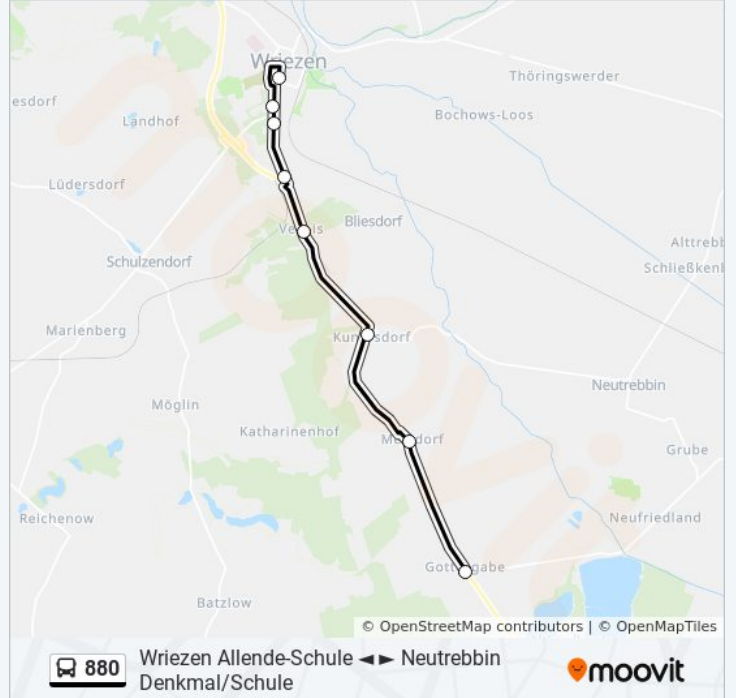 Wriezen
Thöringswerder
esdorf
Bochows-Loos
Landhof
Lüdersdorf
Bliesdorf
Alttrebb
Schulzendorf
Schließken
Marienberg
Neutrebbin
Möglin
Katharinenhof
Grube
Reichenow
Neufriedland
Batzlow
© OpenStreetMap contributors | © OpenMapTiles
880
Wriezen Allende-Schule ◄ ► Neutrebbin
Denkmal/Schule
moovit